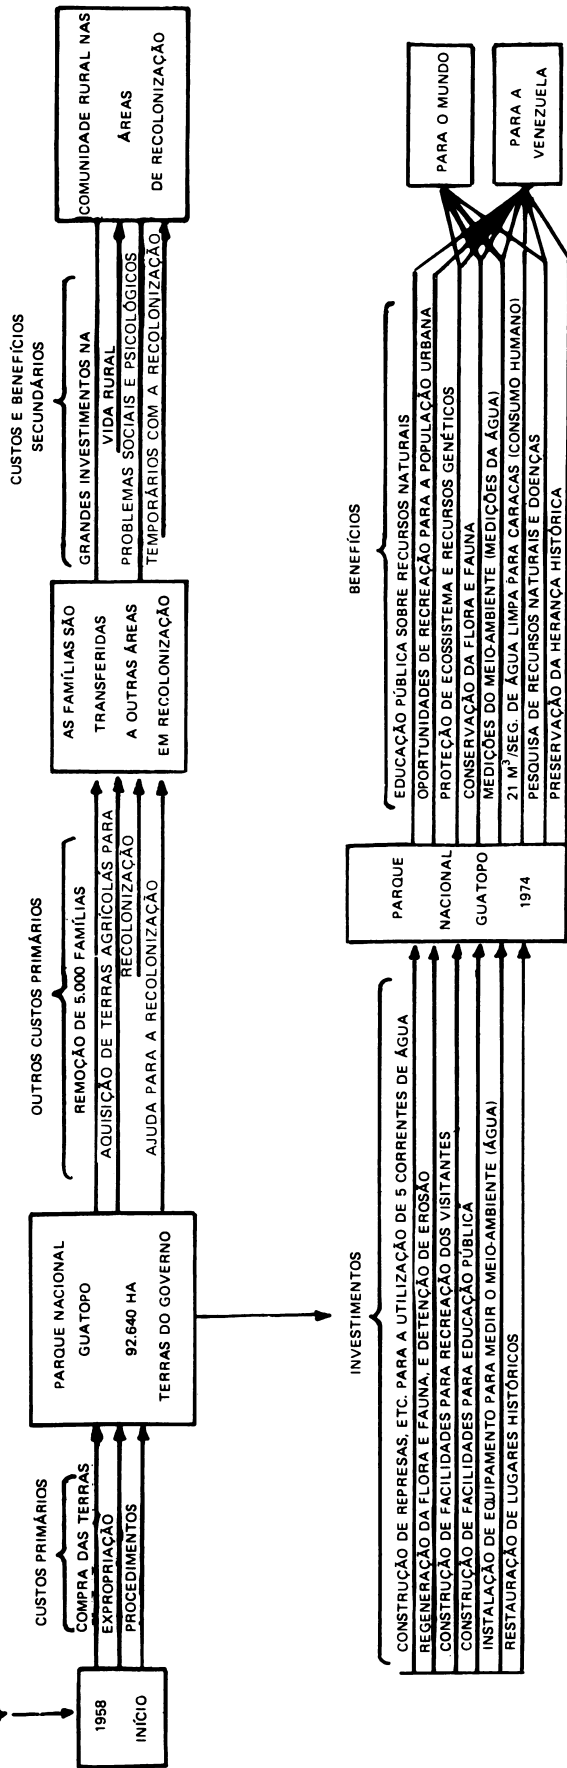 1958
INÍCIO
CUSTOS PRIMÁRIOS
COMPRA DAS TERRAS
EXPROPRIAÇÃO
PROCEDIMENTOS
PARQUE NACIONAL
GUATOPO
92.640 HA
TERRAS DO GOVERNO
OUTROS CUSTOS PRIMÁRIOS
REMOÇÃO DE 5.000 FAMÍLIAS
AQUISIÇÃO DE TERRAS AGRÍCOLAS PARA
RECOLONIZAÇÃO
AJUDA PARA A RECOLONIZAÇÃO
AS FAMÍLIAS SÃO
TRANSFERIDAS
A OUTRAS ÁREAS
EM RECOLONIZAÇÃO
CUSTOS E BENEFÍCIOS
SECUNDÁRIOS
GRANDES INVESTIMENTOS NA
VIDA RURAL
PROBLEMAS SOCIAIS E PSICOLÓGICOS
TEMPORÁRIOS COM A RECOLONIZAÇÃO
COMUNIDADE RURAL NAS
ÁREAS
DE RECOLONIZAÇÃO
INVESTIMENTOS
CONSTRUÇÃO DE REPRESAS, ETC. PARA A UTILIZAÇÃO DE 5 CORRENTES DE ÁGUA
REGENERAÇÃO DA FLORA E FAUNA, E DETENÇÃO DE EROSÃO
CONSTRUÇÃO DE FACILIDADES PARA RECREAÇÃO DOS VISITANTES
CONSTRUÇÃO DE FACILIDADES PARA EDUCAÇÃO PÚBLICA
INSTALAÇÃO DE EQUIPAMENTO PARA MEDIR O MEIO-AMBIENTE (ÁGUA)
RESTAURAÇÃO DE LUGARES HISTÓRICOS
PARQUE
NACIONAL
GUATOPO
1974
BENEFÍCIOS
EDUCAÇÃO PÚBLICA SOBRE RECURSOS NATURAIS
OPORTUNIDADES DE RECREAÇÃO PARA A POPULAÇÃO URBANA
PROTEÇÃO DE ECOSSISTEMA E RECURSOS GENÉTICOS
CONSERVAÇÃO DA FLORA E FAUNA
MEDIÇÕES DO MEIO-AMBIENTE (MEDIÇÕES DA ÁGUA)
21 M³/SEG. DE ÁGUA LIMPA PARA CARACAS (CONSUMO HUMANO)
PESQUISA DE RECURSOS NATURAIS E DOENÇAS
PRESERVAÇÃO DA HERANÇA HISTÓRICA
PARA O MUNDO
PARA A
VENEZUELA